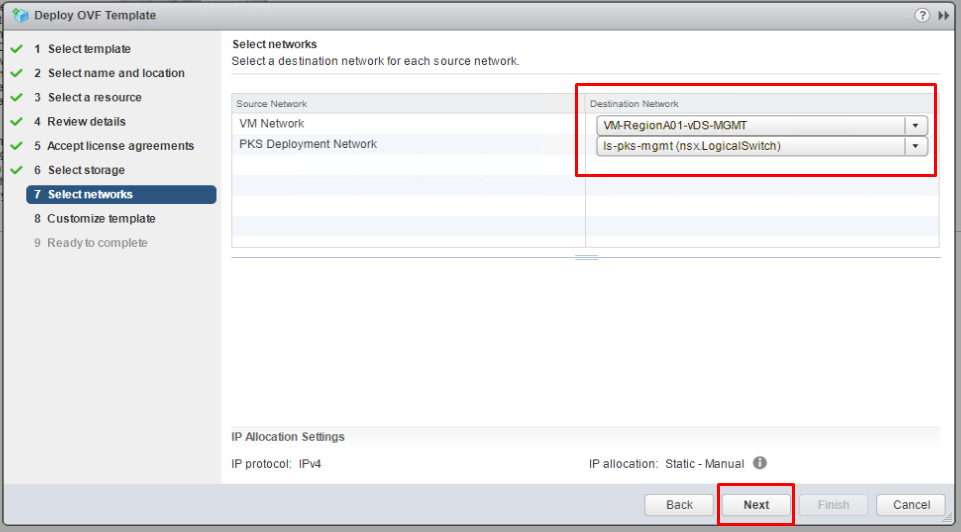 Deploy OVF Template
1 Select template
2 Select name and location
3 Select a resource
4 Review details
5 Accept license agreements
6 Select storage
7 Select networks
8 Customize template
9 Ready to complete
Select networks
Select a destination network for each source network.
Source Network Destination Network
VM Network VM-RegionA01-vDS-MGMT
PKS Deployment Network ls-pks-mgmt (nsx.LogicalSwitch)
IP Allocation Settings
IP protocol: IPv4 IP allocation: Static - Manual
Back Next Finish Cancel